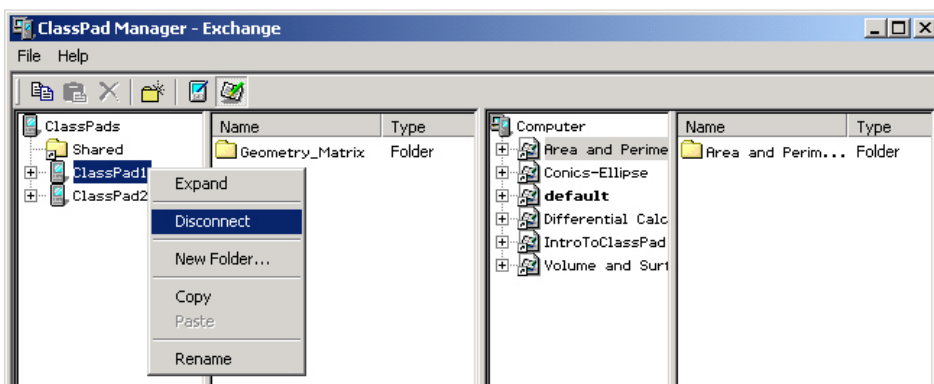 ClassPad Manager - Exchange
File Help
ClassPads
Shared
ClassPad1
ClassPad2
Name Type
Geometry_Matrix Folder
Expand
Disconnect
New Folder...
Copy
Paste
Rename
Computer
Area and Perime
Conics-Ellipse
default
Differential Calc
IntroToClassPad
Volume and Surf
Name Type
Area and Perim... Folder